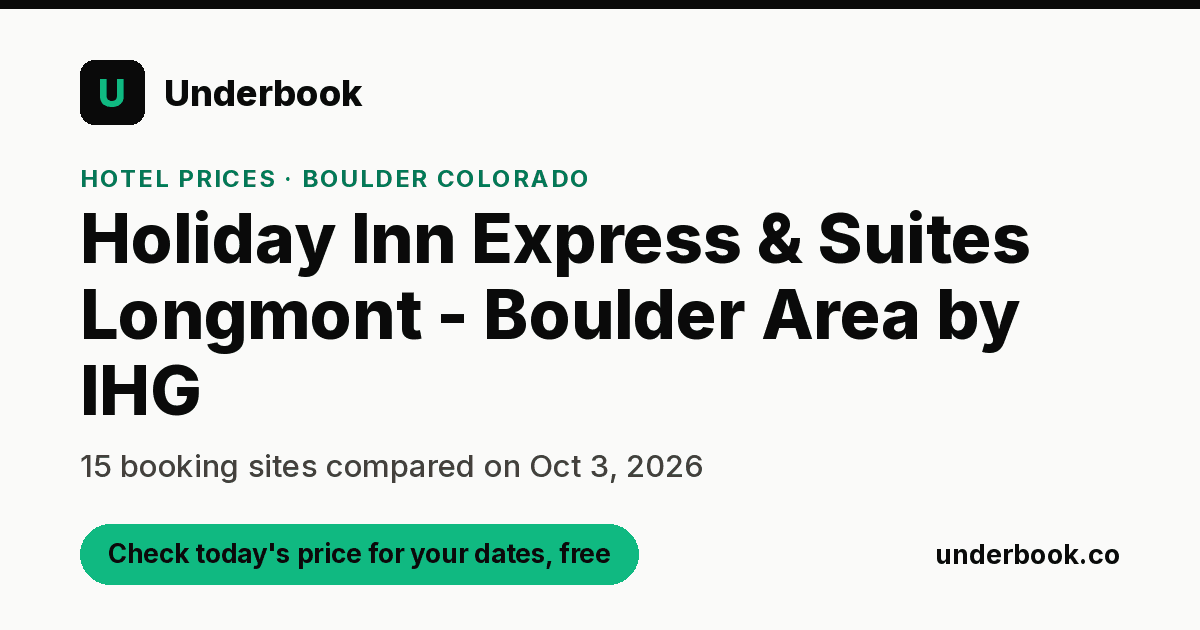 U Underbook
HOTEL PRICES · BOULDER COLORADO
Holiday Inn Express & Suites
Longmont - Boulder Area by
IHG
15 booking sites compared on Oct 3, 2026
Check today's price for your dates, free
underbook.co